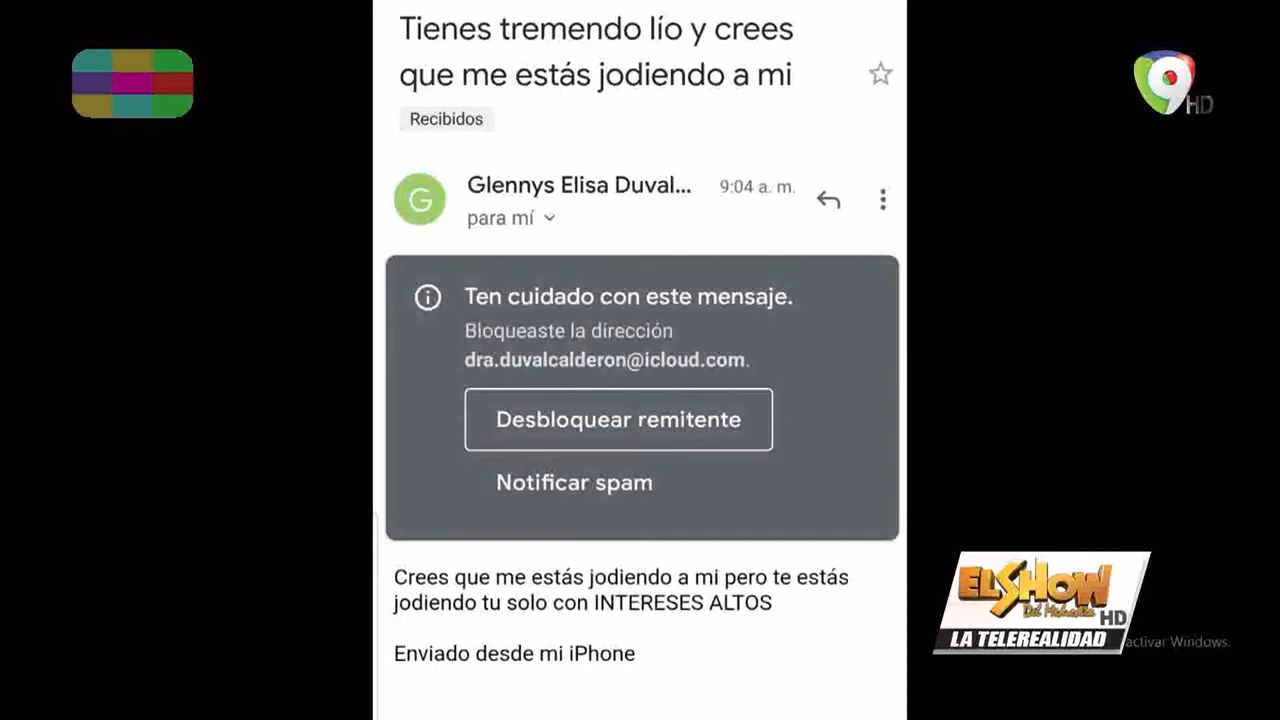 Tienes tremendo lío y crees
que me estás jodiendo a mi
Recibidos
9 HD
G
Glennys Elisa Duval...
9:04 a. m.
para mí
Ten cuidado con este mensaje.
Bloqueaste la dirección
dra.duvalcalderon@icloud.com.
Desbloquear remitente
Notificar spam
Crees que me estás jodiendo a mi pero te estás
jodiendo tu solo con INTERESES ALTOS
Enviado desde mi iPhone
EL SHOW
Del Mediodía
HD
LA TELEREALIDAD
activar Windows.